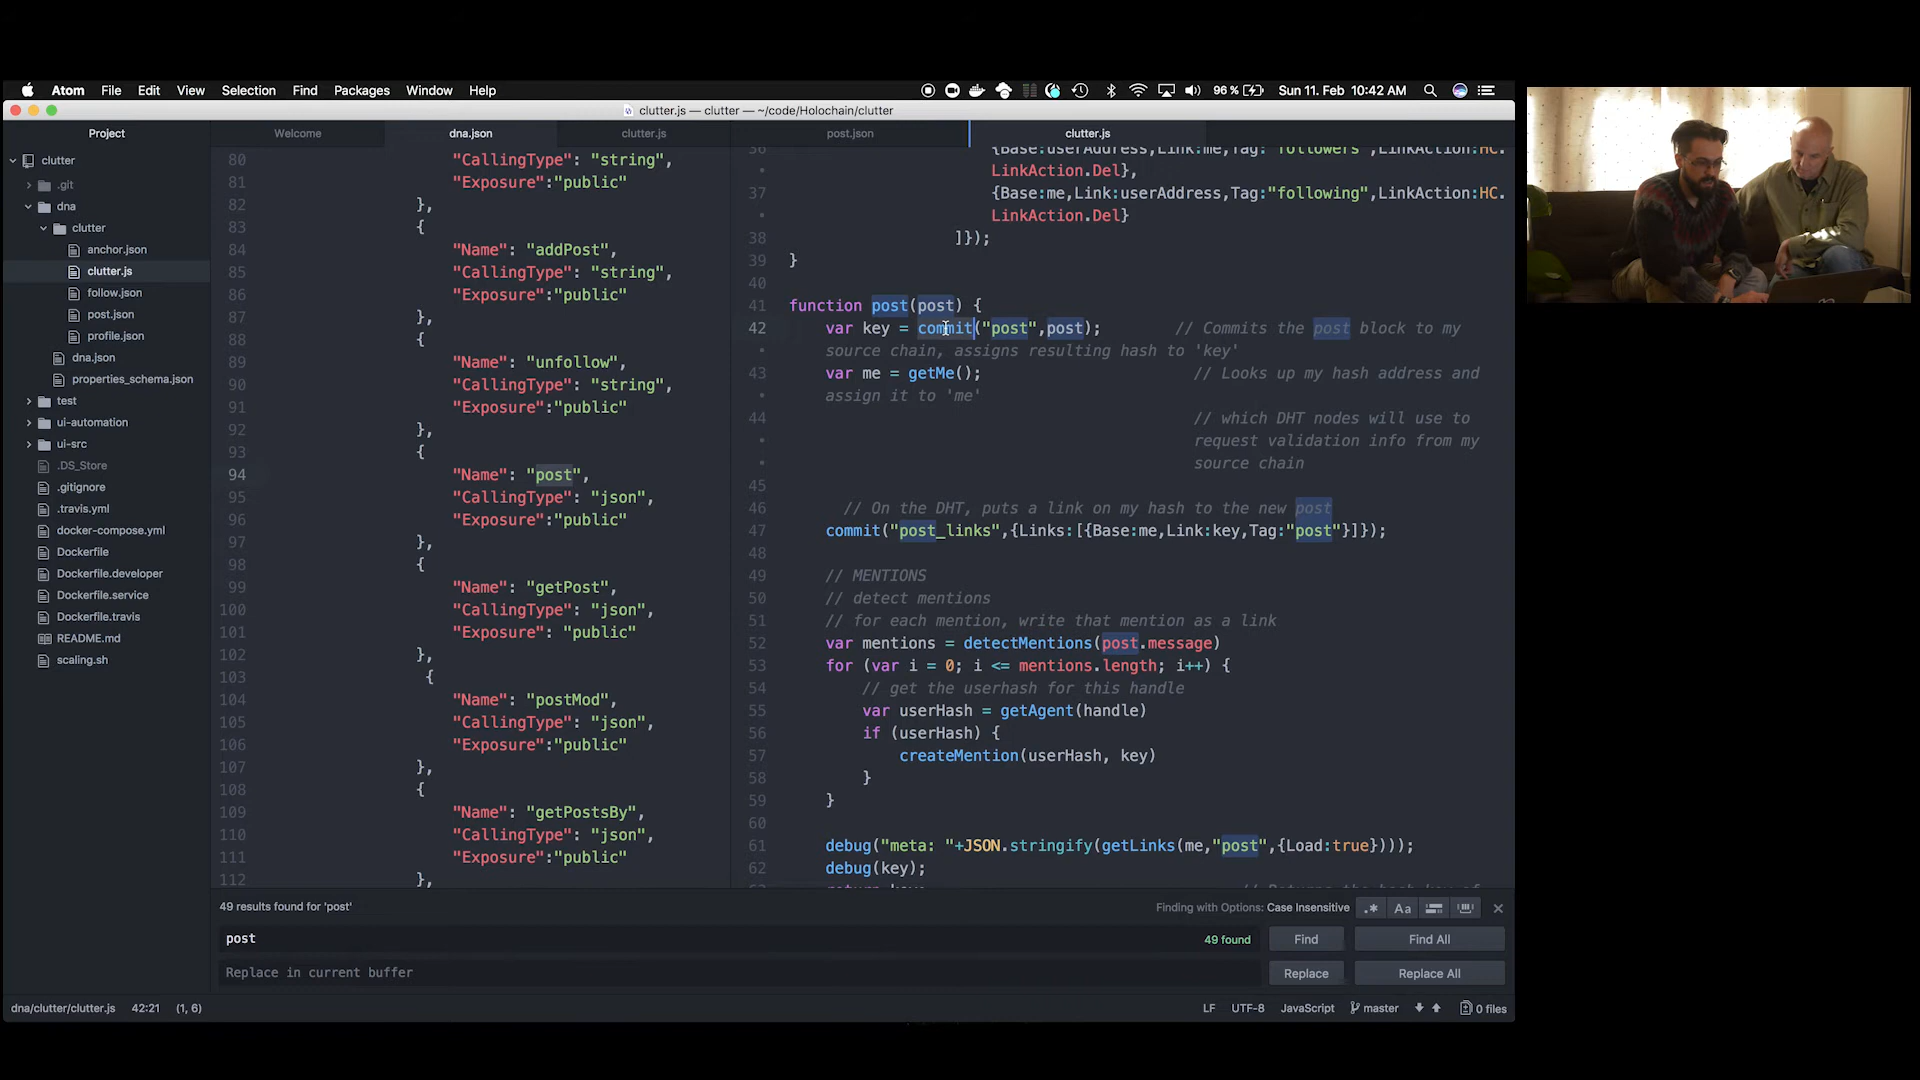 Atom File Edit View Selection Find Packages Window Help
96 % Sun 11. Feb 10:42 AM
clutter.js — clutter — ~/code/Holochain/clutter
Project
clutter
.git
dna
clutter
anchor.json
clutter.js
follow.json
post.json
profile.json
dna.json
properties_schema.json
test
ui-automation
ui-src
.DS_Store
.gitignore
.travis.yml
docker-compose.yml
Dockerfile
Dockerfile.developer
Dockerfile.service
Dockerfile.travis
README.md
scaling.sh
Welcome dna.json clutter.js
80 "CallingType": "string",
81 "Exposure":"public"
82 },
83 {
84 "Name": "addPost",
85 "CallingType": "string",
86 "Exposure":"public"
87 },
88 {
89 "Name": "unfollow",
90 "CallingType": "string",
91 "Exposure":"public"
92 },
93 {
94 "Name": "post",
95 "CallingType": "json",
96 "Exposure":"public"
97 },
98 {
99 "Name": "getPost",
100 "CallingType": "json",
101 "Exposure": "public"
102 },
103 {
104 "Name": "postMod",
105 "CallingType": "json",
106 "Exposure":"public"
107 },
108 {
109 "Name": "getPostsBy",
110 "CallingType": "json",
111 "Exposure":"public"
112 },
post.json clutter.js
36 {Base:userAddress,Link:me,Tag:"followers",LinkAction:HC.
LinkAction.Del},
37 {Base:me,Link:userAddress,Tag:"following",LinkAction:HC.
LinkAction.Del}
38 ]});
39 }
40
41 function post(post) {
42 var key = commit("post",post); // Commits the post block to my
source chain, assigns resulting hash to 'key'
43 var me = getMe(); // Looks up my hash address and
assign it to 'me'
44 // which DHT nodes will use to
request validation info from my
source chain
45
46 // On the DHT, puts a link on my hash to the new post
47 commit("post_links",{Links:[{Base:me,Link:key,Tag:"post"}]});
48
49 // MENTIONS
50 // detect mentions
51 // for each mention, write that mention as a link
52 var mentions = detectMentions(post.message)
53 for (var i = 0; i <= mentions.length; i++) {
54 // get the userhash for this handle
55 var userHash = getAgent(handle)
56 if (userHash) {
57 createMention(userHash, key)
58 }
59 }
60
61 debug("meta: "+JSON.stringify(getLinks(me,"post",{Load:true})));
62 debug(key);
49 results found for 'post' Finding with Options: Case Insensitive .* Aa
post 49 found Find Find All
Replace in current buffer Replace Replace All
dna/clutter/clutter.js 42:21 (1, 6) LF UTF-8 JavaScript master 0 files